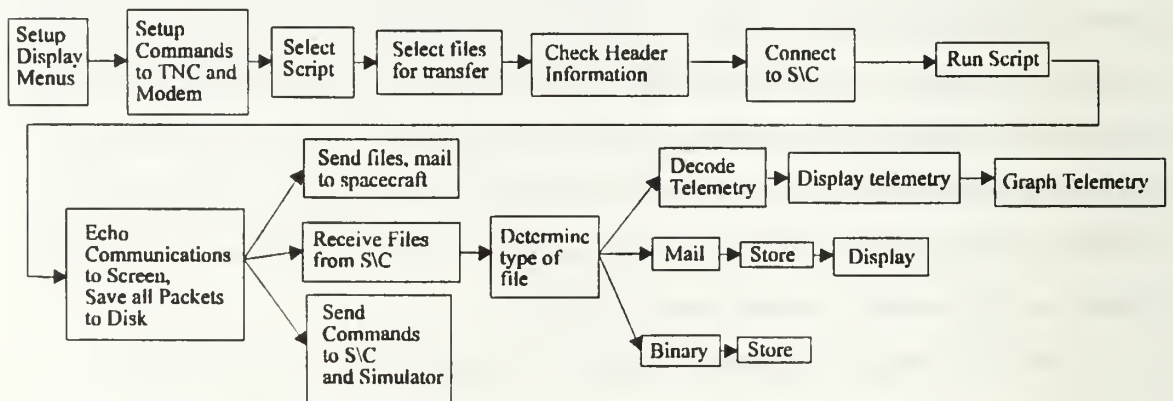 Setup
Display
Menus
Setup
Commands
to TNC and
Modem
Select
Script
Select files
for transfer
Check Header
Information
Connect
to S\C
Run Script
Echo
Communications
to Screen,
Save all Packets
to Disk
Send files, mail
to spacecraft
Receive Files
from S\C
Send
Commands
to S\C
and Simulator
Determine
type of
file
Decode
Telemetry
Display telemetry
Graph Telemetry
Mail
Store
Display
Binary
Store